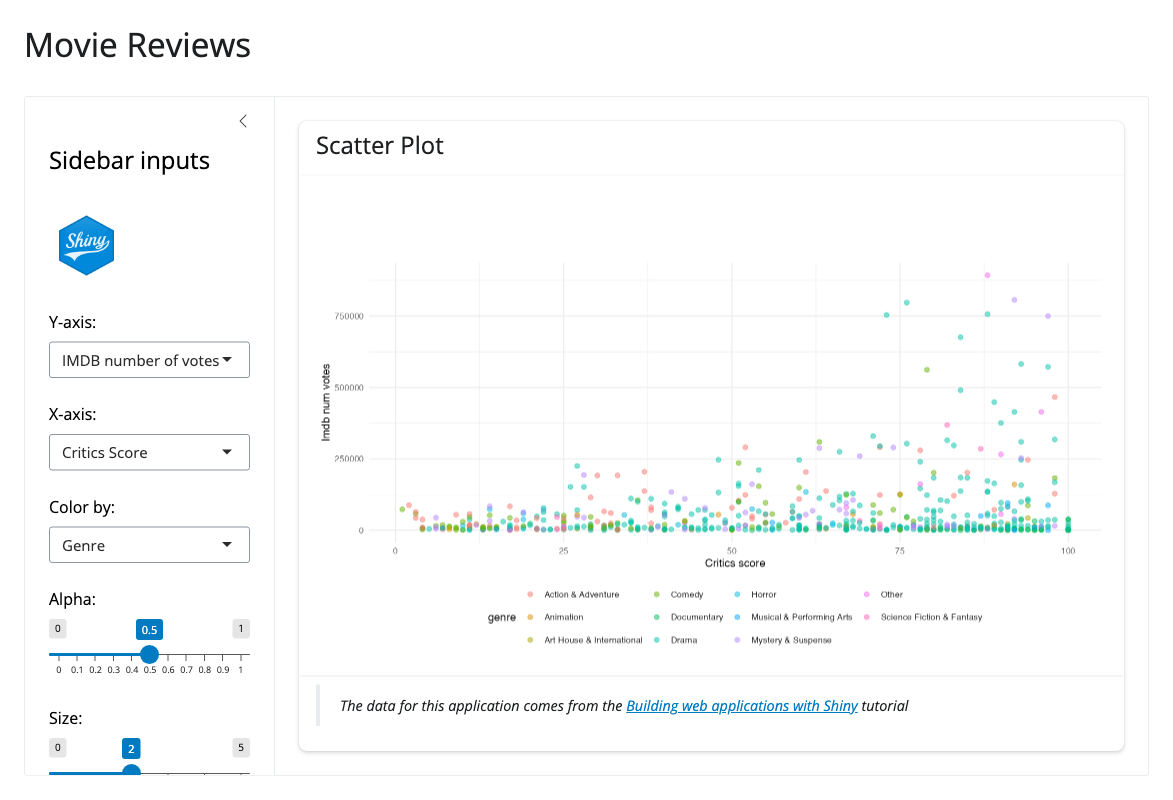 Movie Reviews
Sidebar inputs
Shiny
Y-axis:
IMDB number of votes
X-axis:
Critics Score
Color by:
Genre
Alpha:
0 0.5 1
0 0.1 0.2 0.3 0.4 0.5 0.6 0.7 0.8 0.9 1
Size:
0 2 5
Scatter Plot
Imdb num votes
750000
500000
250000
0
0 25 50 75 100
Critics score
genre
Action & Adventure Comedy Horror Other
Animation Documentary Musical & Performing Arts Science Fiction & Fantasy
Art House & International Drama Mystery & Suspense
The data for this application comes from the Building web applications with Shiny tutorial